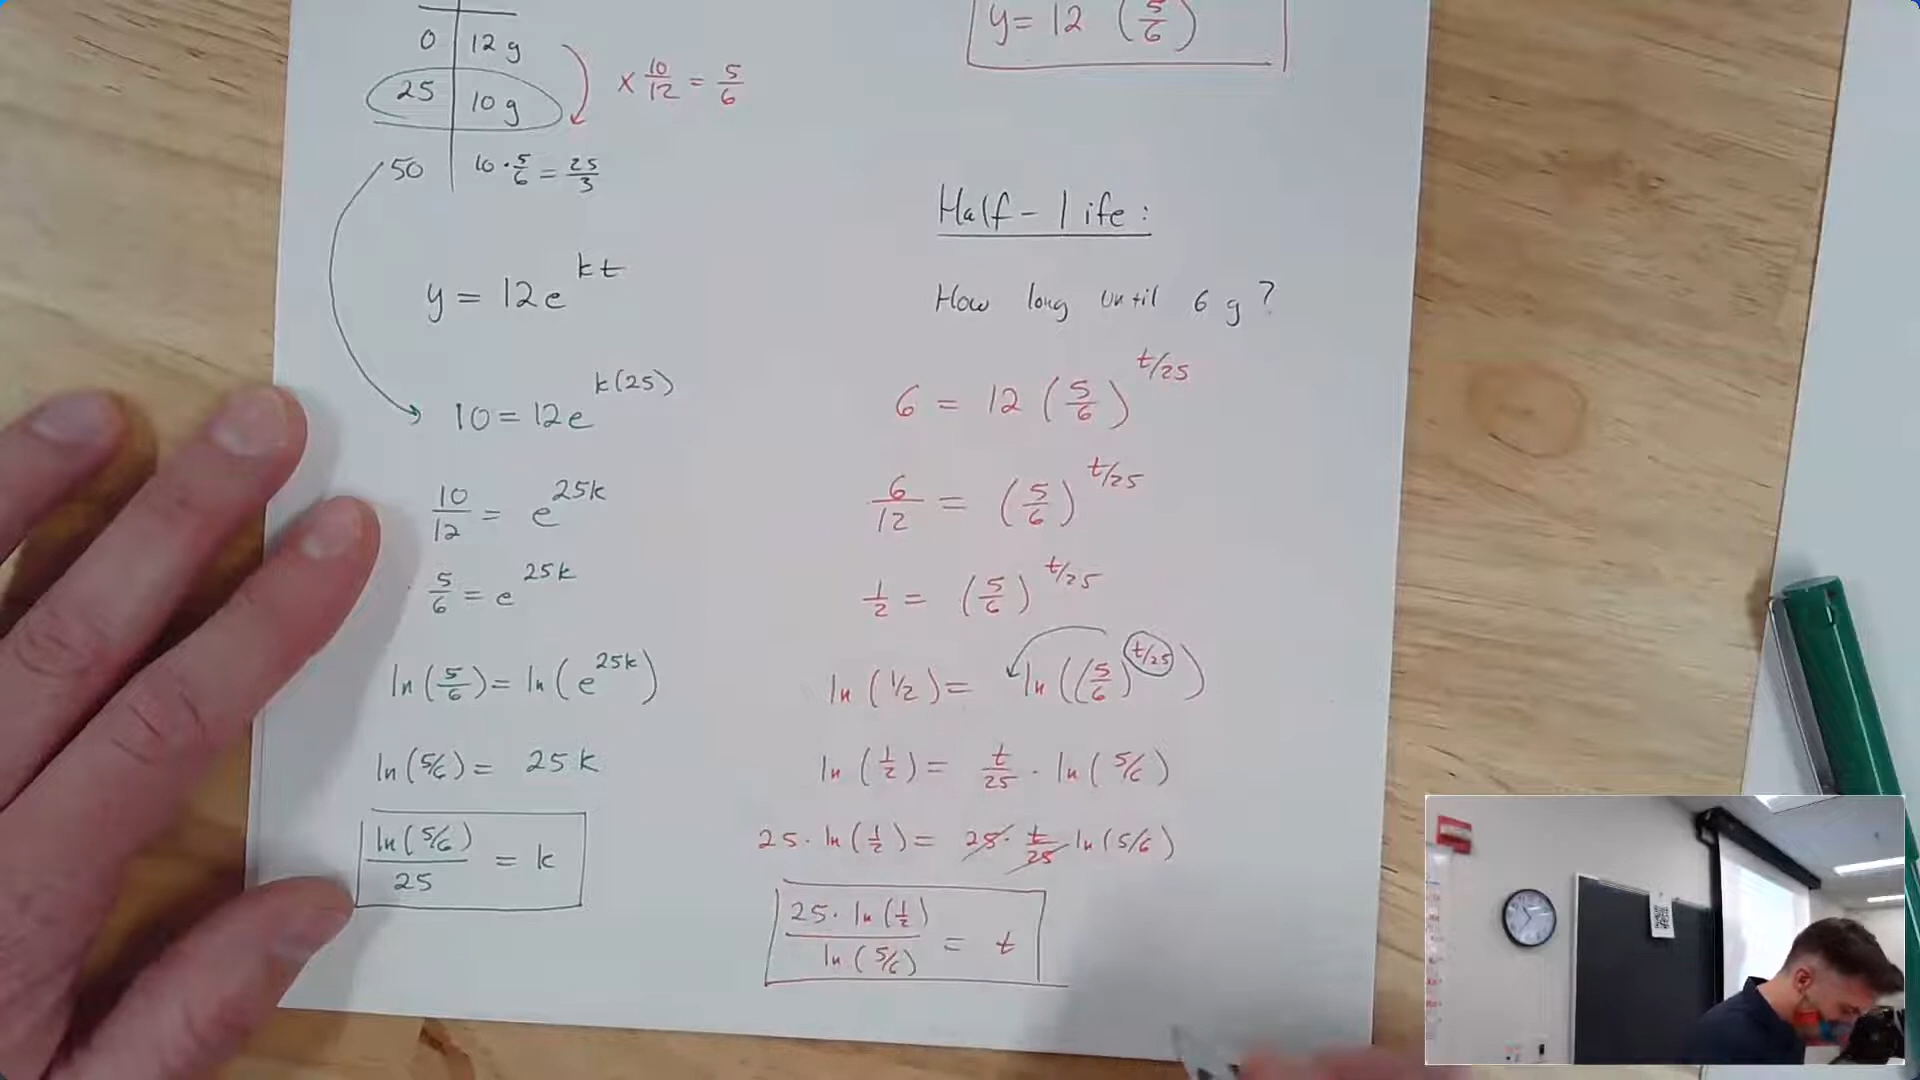 0 | 12 g
25 | 10 g
x 10/12 = 5/6
50 | 10 · 5/6 = 25/3
y = 12e^kt
10 = 12e^k(25)
10/12 = e^25k
5/6 = e^25k
ln(5/6) = ln(e^25k)
ln(5/6) = 25k
ln(5/6)/25 = k
y = 12 (5/6)
Half-life:
How long until 6 g?
6 = 12 (5/6)^t/25
6/12 = (5/6)^t/25
1/2 = (5/6)^t/25
ln(1/2) = ln((5/6)^t/25)
ln(1/2) = t/25 · ln(5/6)
25 · ln(1/2) = 25 · t/25 ln(5/6)
25 · ln(1/2)/ln(5/6) = t